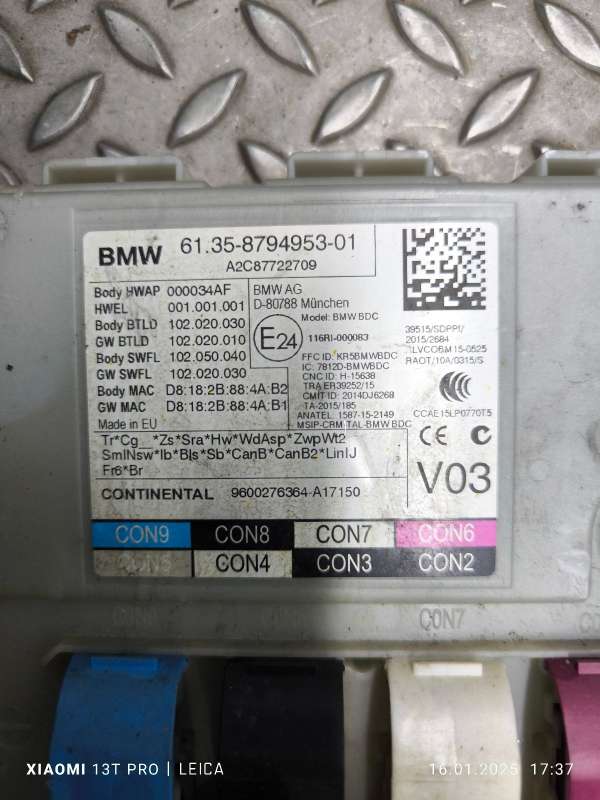 BMW 61.35-8794953-01
A2C87722709
Body HWAP 000034AF
HWEL 001.001.001
Body BTLD 102.020.030
GW BTLD 102.020.010
Body SWFL 102.050.040
GW SWFL 102.020.030
Body MAC D8:18:2B:88:4A:B2
GW MAC D8:18:2B:88:4A:B1
Made in EU
BMW AG
D-80788 München
Model: BMW BDC
E24 116RI-000083
FFC ID: KR5BMWBDC
IC: 7812D-BMWBDC
CNC ID: H-15638
TRA ER39252/15
CMIT ID: 2014DJ6268
TA-2015/185
ANATEL: 1587-15-2149
MSIP-CRM-TAL-BMW BDC
39515/SDPPI/
2015/2684
LVCO6M15-0525
RAOT/10A/0315/S
CCAE15LP0770T5
CE
Tr*Cg_*Zs*Sra*Hw*WdAsp*ZwpWt2
SmlNsw*Ib*Bls*Sb*CanB*CanB2*LinIJ
Fr6*Br
V03
CONTINENTAL 9600276364-A17150
CON9 CON8 CON7 CON6
CON4 CON3 CON2
CON7
XIAOMI 13T PRO | LEICA
16.01.2025 17:37